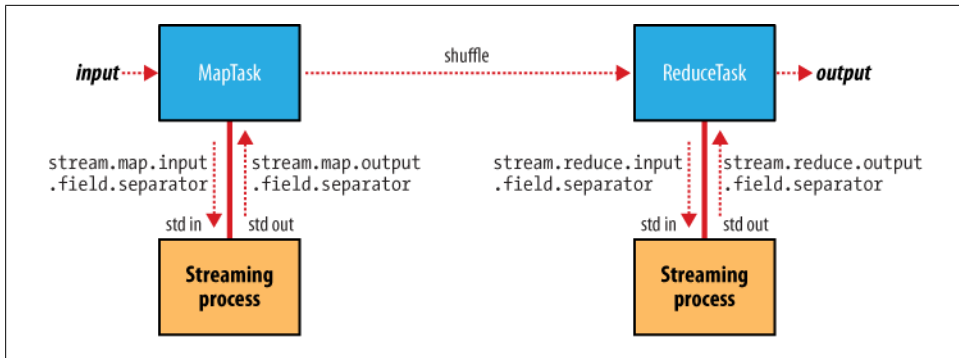 shuffle
input
MapTask
ReduceTask
output
stream.map.input
.field.separator
stream.map.output
.field.separator
stream.reduce.input
.field.separator
stream.reduce.output
.field.separator
std in
std out
std in
std out
Streaming
process
Streaming
process